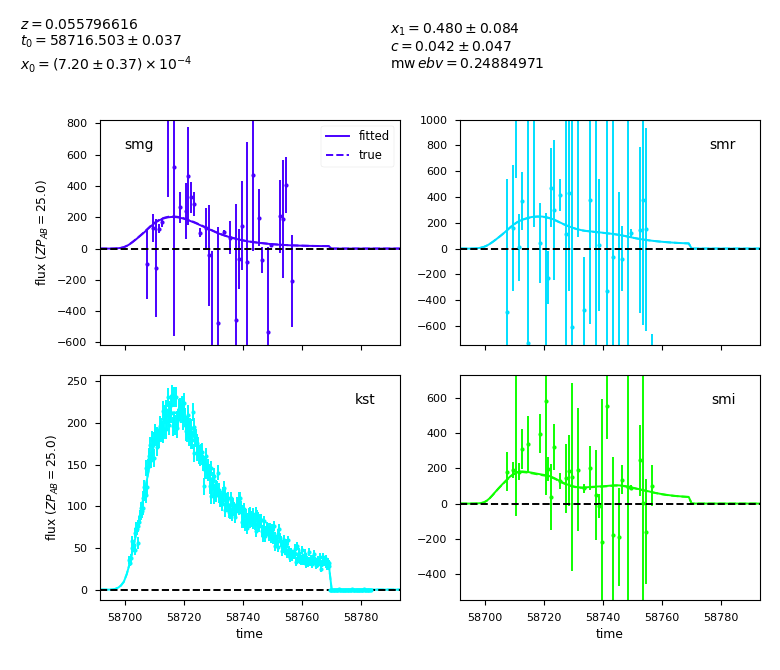 z = 0.055796616
t0 = 58716.503 ± 0.037
x0 = (7.20 ± 0.37) × 10^−4
x1 = 0.480 ± 0.084
c = 0.042 ± 0.047
mw ebv = 0.24884971
flux (ZP_AB = 25.0)
800
600
400
200
0
−200
−400
−600
smg
fitted
true
1000
800
600
400
200
0
−200
−400
−600
smr
flux (ZP_AB = 25.0)
250
200
150
100
50
0
kst
58700 58720 58740 58760 58780
time
600
400
200
0
−200
−400
smi
58700 58720 58740 58760 58780
time